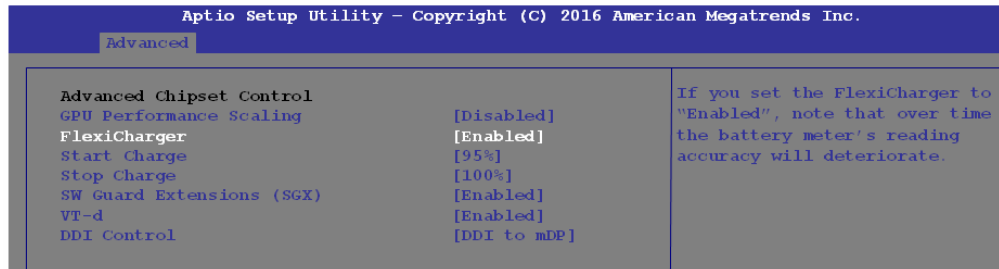 Aptio Setup Utility – Copyright (C) 2016 American Megatrends Inc.
Advanced
Advanced Chipset Control
GPU Performance Scaling [Disabled]
FlexiCharger [Enabled]
Start Charge [95%]
Stop Charge [100%]
SW Guard Extensions (SGX) [Enabled]
VT-d [Enabled]
DDI Control [DDI to mDP]
If you set the FlexiCharger to
“Enabled”, note that over time
the battery meter's reading
accuracy will deteriorate.